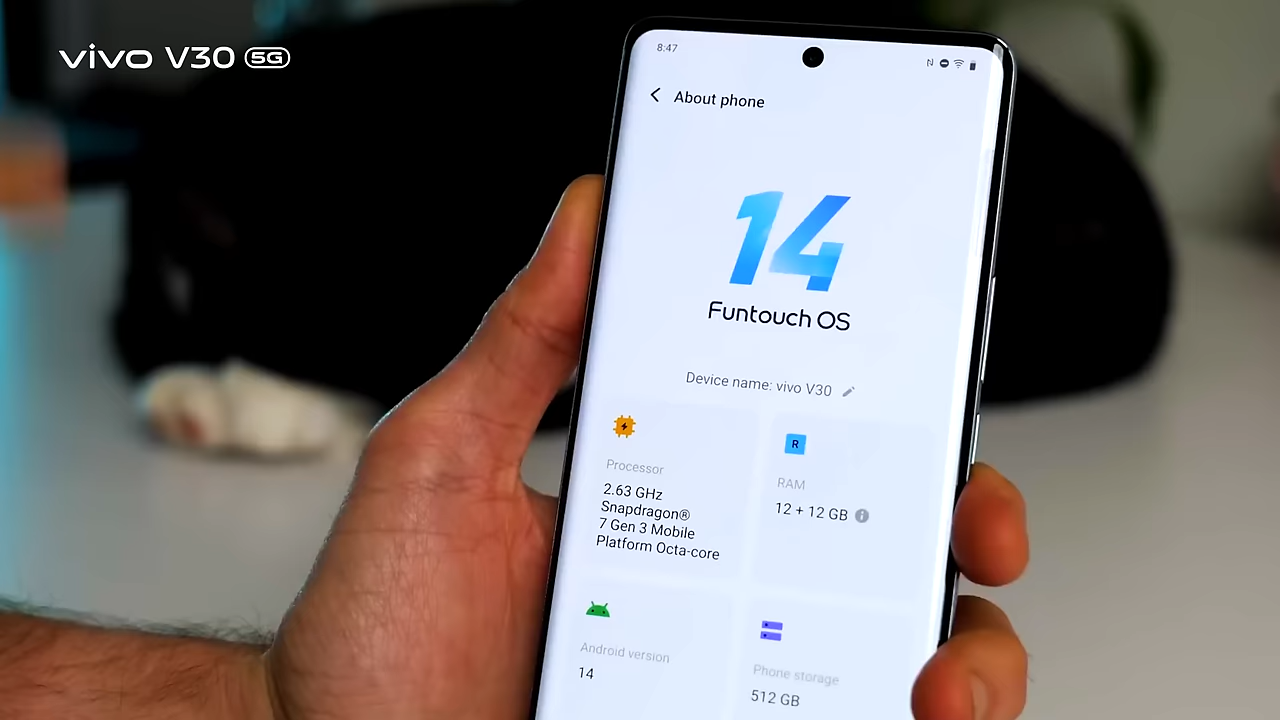 vivo V30 5G
8:47
About phone
14
Funtouch OS
Device name: vivo V30
Processor
2.63 GHz
Snapdragon®
7 Gen 3 Mobile
Platform Octa-core
R
RAM
12 + 12 GB
Android version
14
Phone storage
512 GB